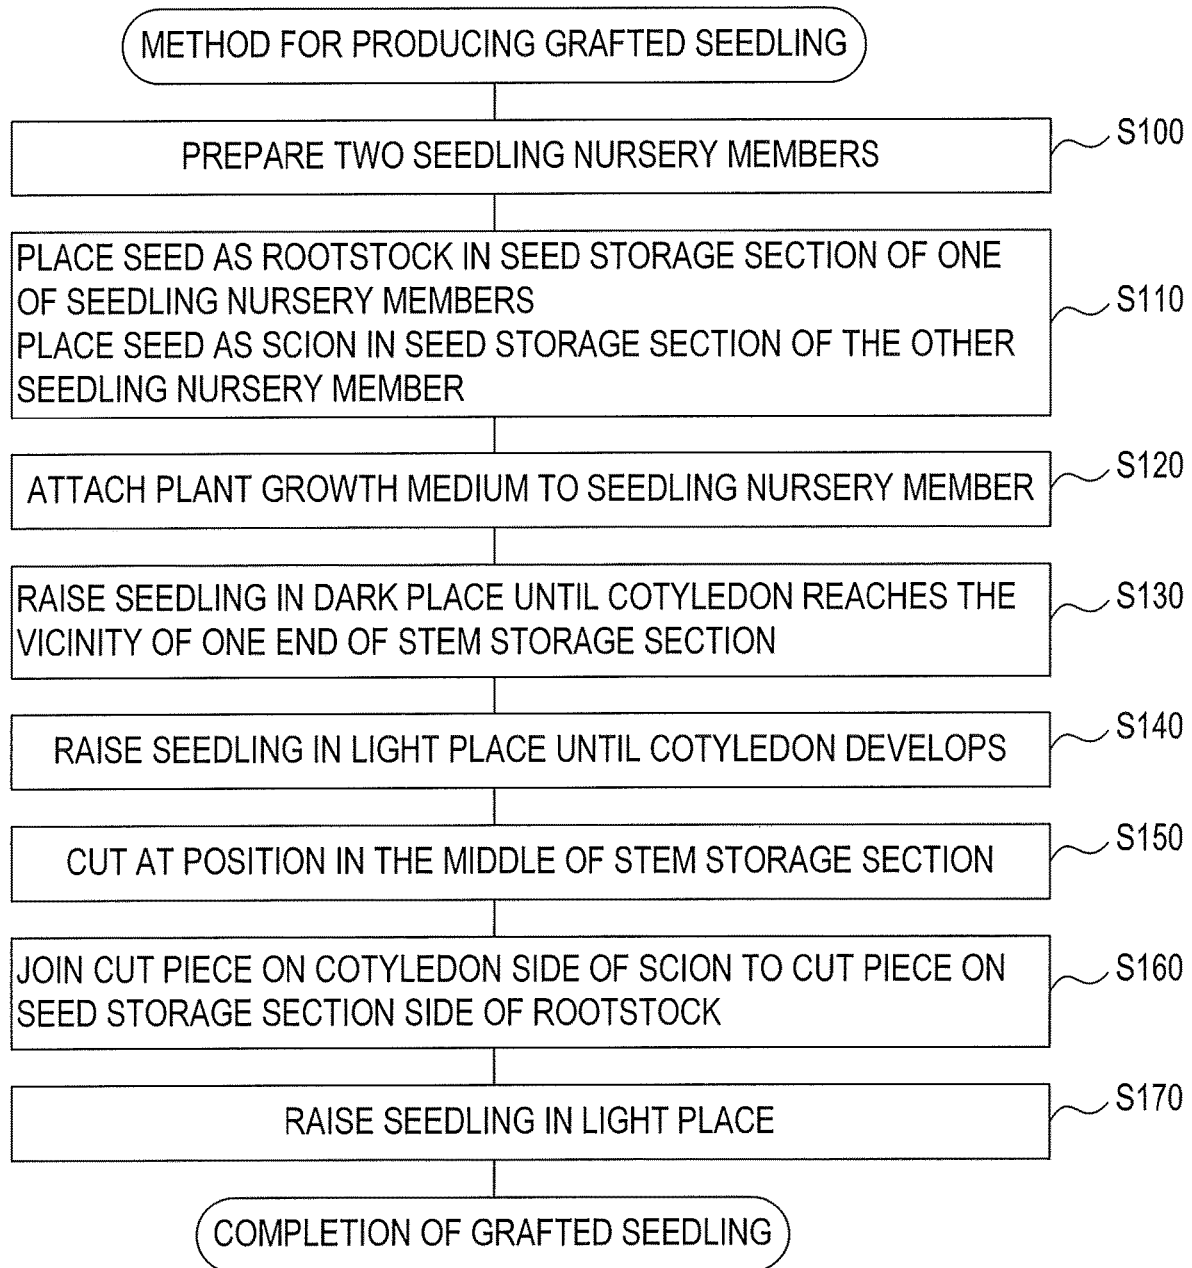 METHOD FOR PRODUCING GRAFTED SEEDLING
PREPARE TWO SEEDLING NURSERY MEMBERS
S100
PLACE SEED AS ROOTSTOCK IN SEED STORAGE SECTION OF ONE
OF SEEDLING NURSERY MEMBERS
PLACE SEED AS SCION IN SEED STORAGE SECTION OF THE OTHER
SEEDLING NURSERY MEMBER
S110
ATTACH PLANT GROWTH MEDIUM TO SEEDLING NURSERY MEMBER
S120
RAISE SEEDLING IN DARK PLACE UNTIL COTYLEDON REACHES THE
VICINITY OF ONE END OF STEM STORAGE SECTION
S130
RAISE SEEDLING IN LIGHT PLACE UNTIL COTYLEDON DEVELOPS
S140
CUT AT POSITION IN THE MIDDLE OF STEM STORAGE SECTION
S150
JOIN CUT PIECE ON COTYLEDON SIDE OF SCION TO CUT PIECE ON
SEED STORAGE SECTION SIDE OF ROOTSTOCK
S160
RAISE SEEDLING IN LIGHT PLACE
S170
COMPLETION OF GRAFTED SEEDLING